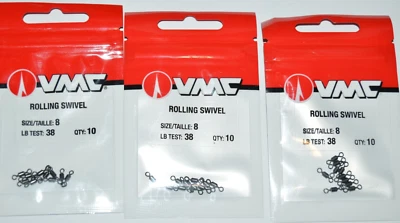 VMC
ROLLING SWIVEL
SIZE/TAILLE: 8
LB TEST: 38 QTY: 10
VMC
ROLLING SWIVEL
SIZE/TAILLE: 8
LB TEST: 38 QTY: 10
VMC
ROLLING SWIVEL
SIZE/TAILLE: 8
LB TEST: 38 QTY: 10